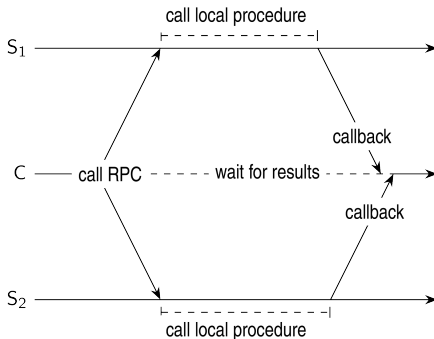 call local procedure
S1
callback
C
call RPC
wait for results
callback
S2
call local procedure